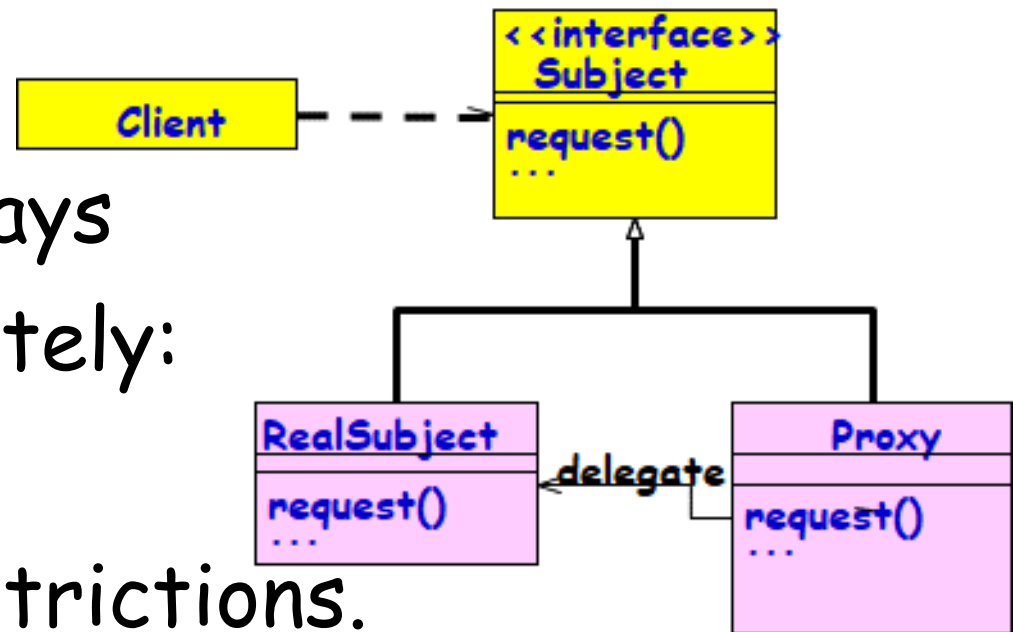 <<interface>>
Subject
request()
...
Client
ays
tely:
RealSubject
request()
...
delegate
Proxy
request()
...
trictions.